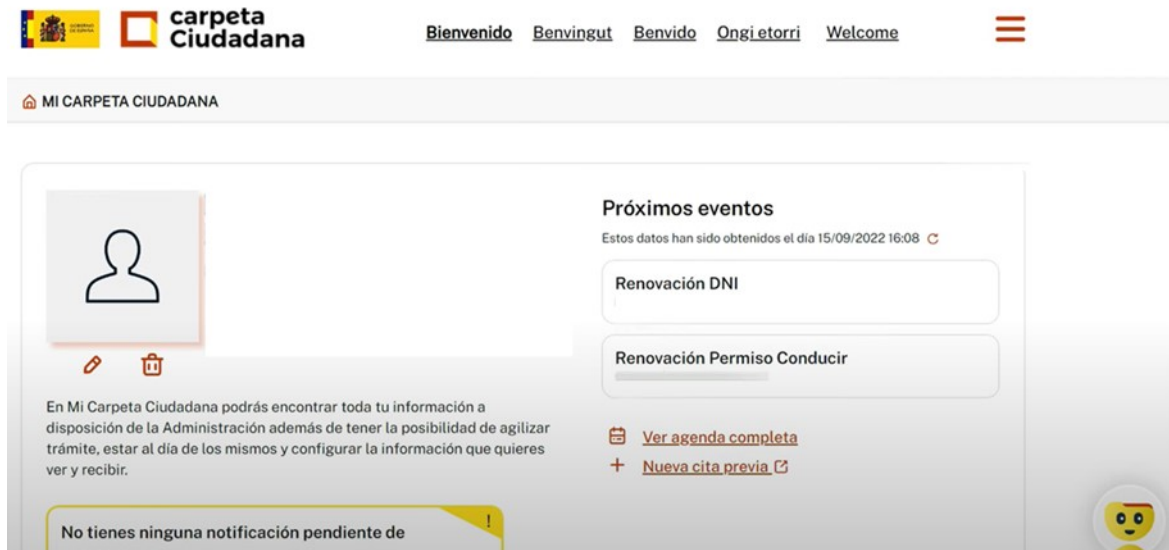 carpeta
Ciudadana
Bienvenido Benvingut Benvido Ongi etorri Welcome
MI CARPETA CIUDADANA
Próximos eventos
Estos datos han sido obtenidos el día 15/09/2022 16:08
Renovación DNI
Renovación Permiso Conducir
Ver agenda completa
Nueva cita previa
En Mi Carpeta Ciudadana podrás encontrar toda tu información a
disposición de la Administración además de tener la posibilidad de agilizar
trámite, estar al día de los mismos y configurar la información que quieres
ver y recibir.
No tienes ninguna notificación pendiente de
!